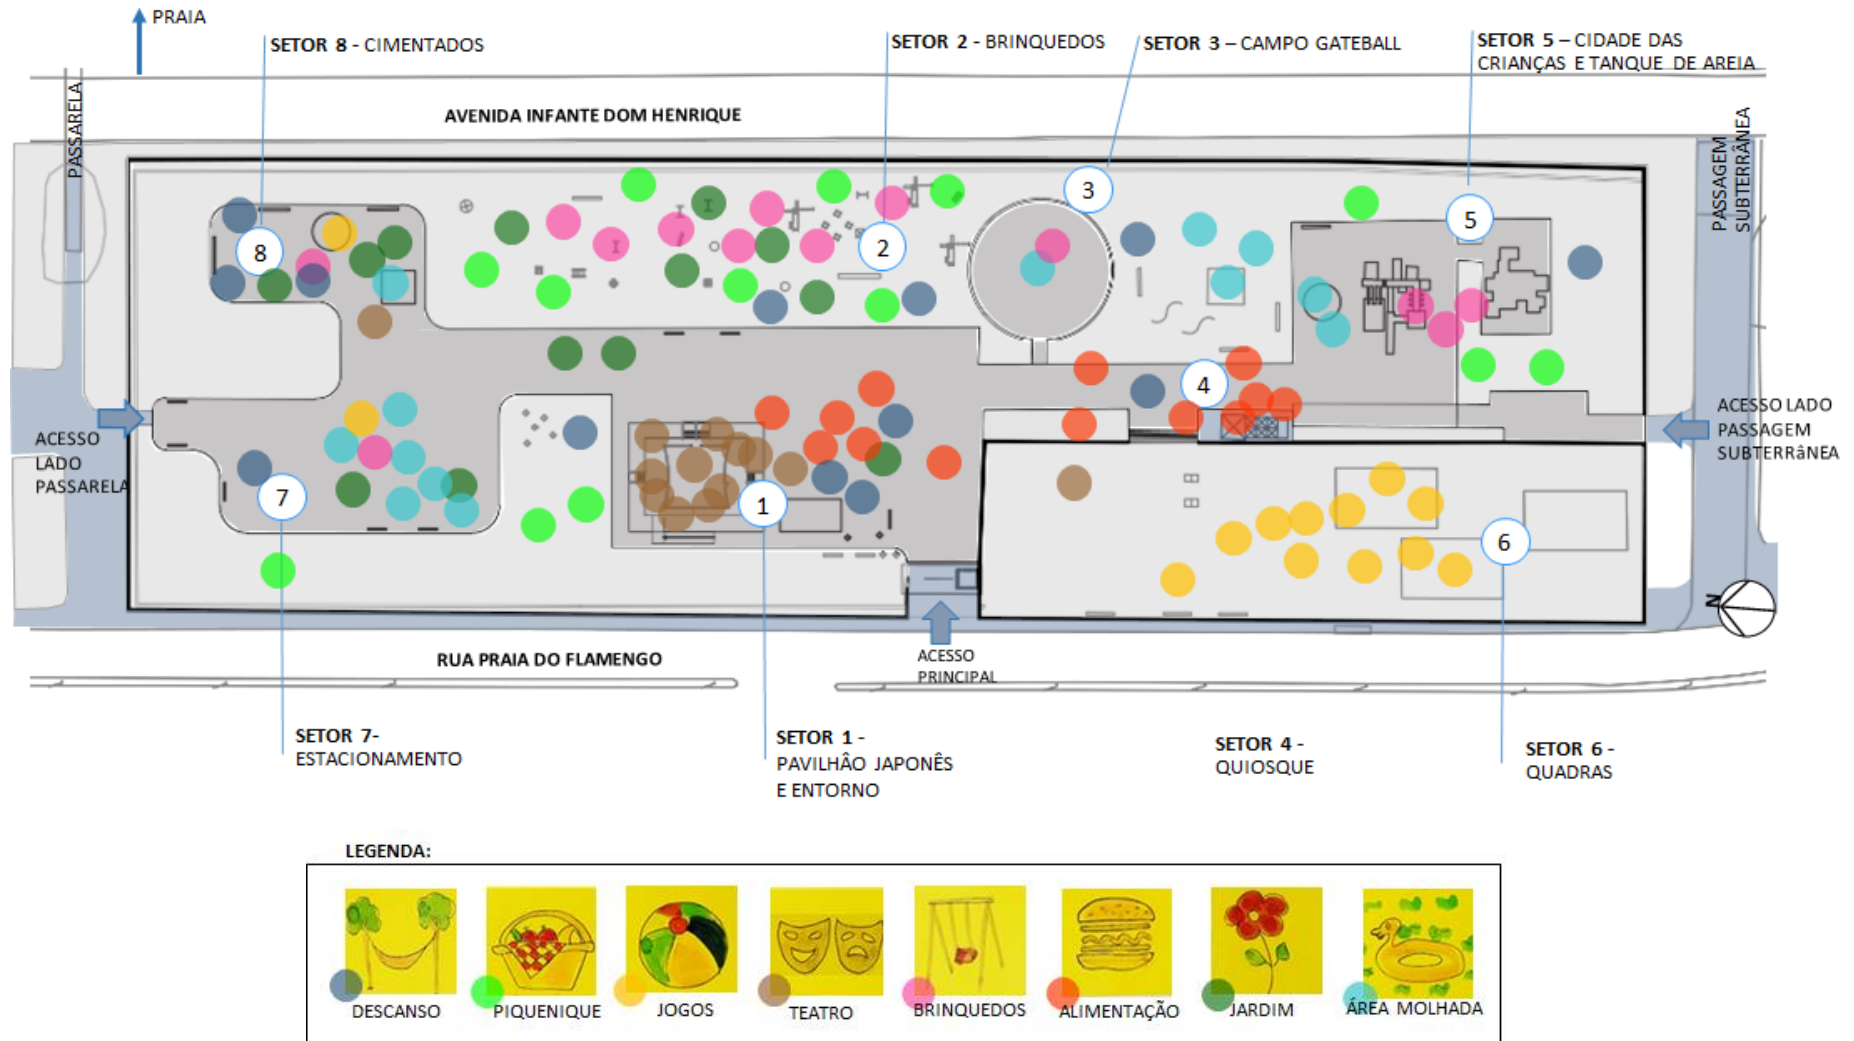 PRAIA
SETOR 8 - CIMENTADOS
SETOR 2 - BRINQUEDOS
SETOR 3 – CAMPO GATEBALL
SETOR 5 – CIDADE DAS
CRIANÇAS E TANQUE DE AREIA
PASSARELA
AVENIDA INFANTE DOM HENRIQUE
PASSAGEM
SUBTERRÂNEA
3
5
2
8
4
ACESSO
LADO
PASSARELA
ACESSO LADO
PASSAGEM
SUBTERRâNEA
7
1
6
N
RUA PRAIA DO FLAMENGO
ACESSO
PRINCIPAL
SETOR 7-
ESTACIONAMENTO
SETOR 1 -
PAVILHÂO JAPONÊS
E ENTORNO
SETOR 4 -
QUIOSQUE
SETOR 6 -
QUADRAS
LEGENDA:
DESCANSO
PIQUENIQUE
JOGOS
TEATRO
BRINQUEDOS
ALIMENTAÇÃO
JARDIM
ÁREA MOLHADA